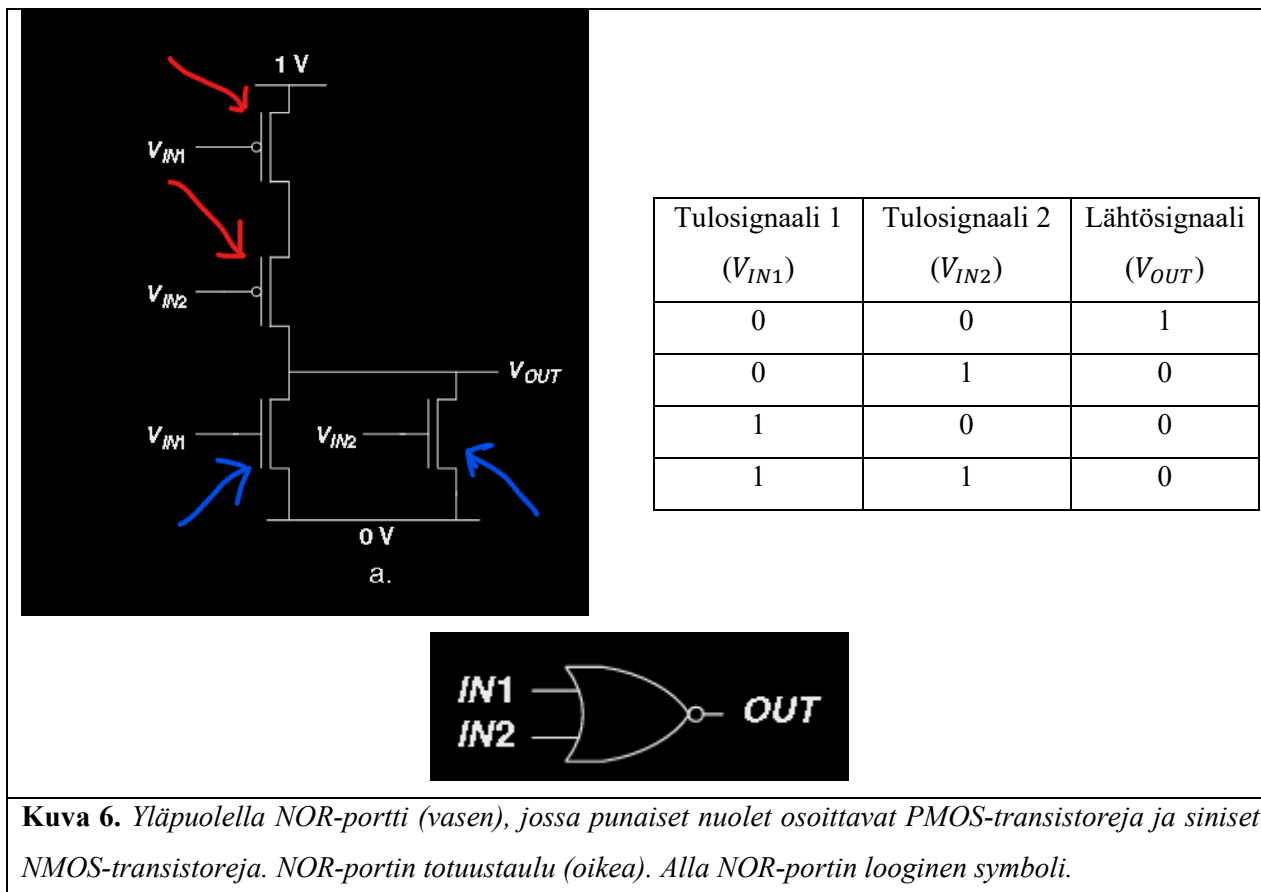 1 V
V_IN1
V_IN2
V_OUT
V_IN1
V_IN2
0 V
a.
Tulosignaali 1 Tulosignaali 2 Lähtösignaali
(V_IN1) (V_IN2) (V_OUT)
0 0 1
0 1 0
1 0 0
1 1 0
IN1
IN2
OUT
Kuva 6. Yläpuolella NOR-portti (vasen), jossa punaiset nuolet osoittavat PMOS-transistoreja ja siniset
NMOS-transistoreja. NOR-portin totuustaulu (oikea). Alla NOR-portin looginen symboli.